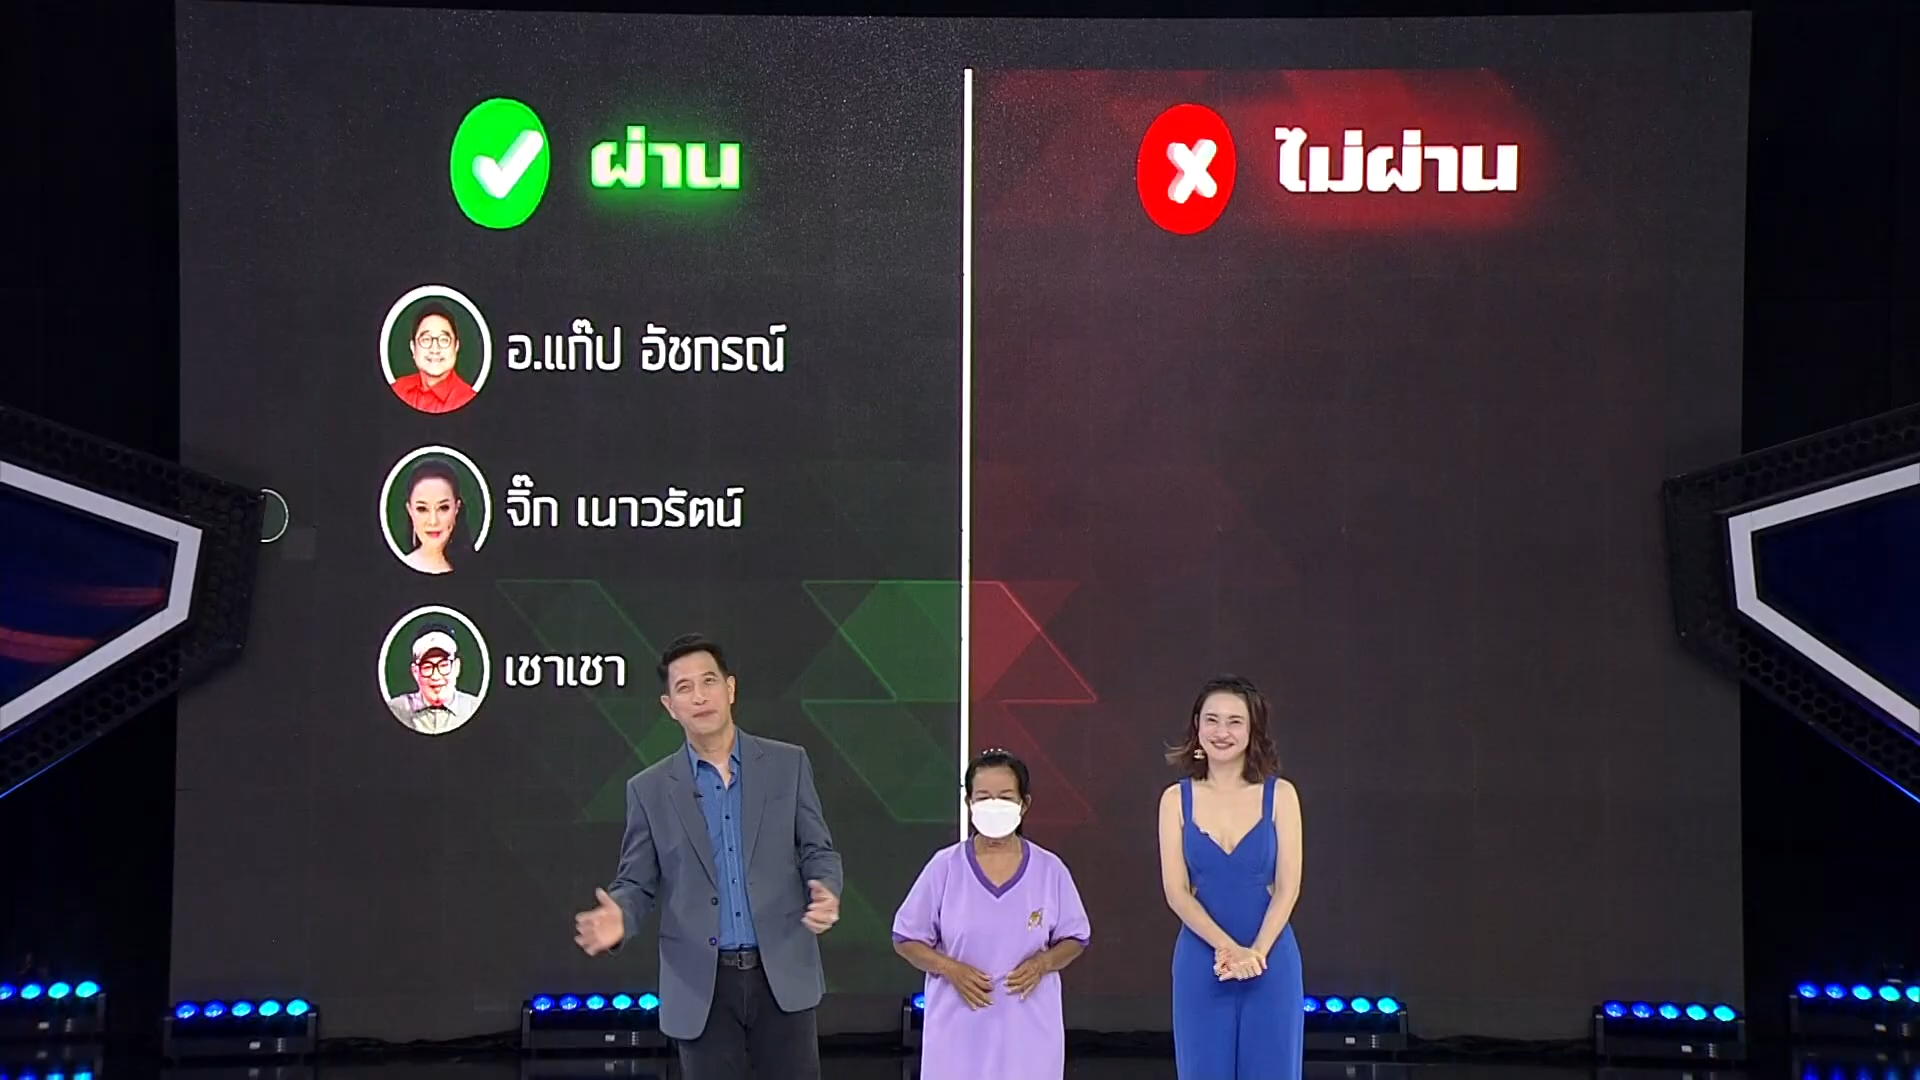 ผ่าน
ไม่ผ่าน
อ.แก๊ป อัชกรณ์
จิ๊ก เนาวรัตน์
เชาเชา